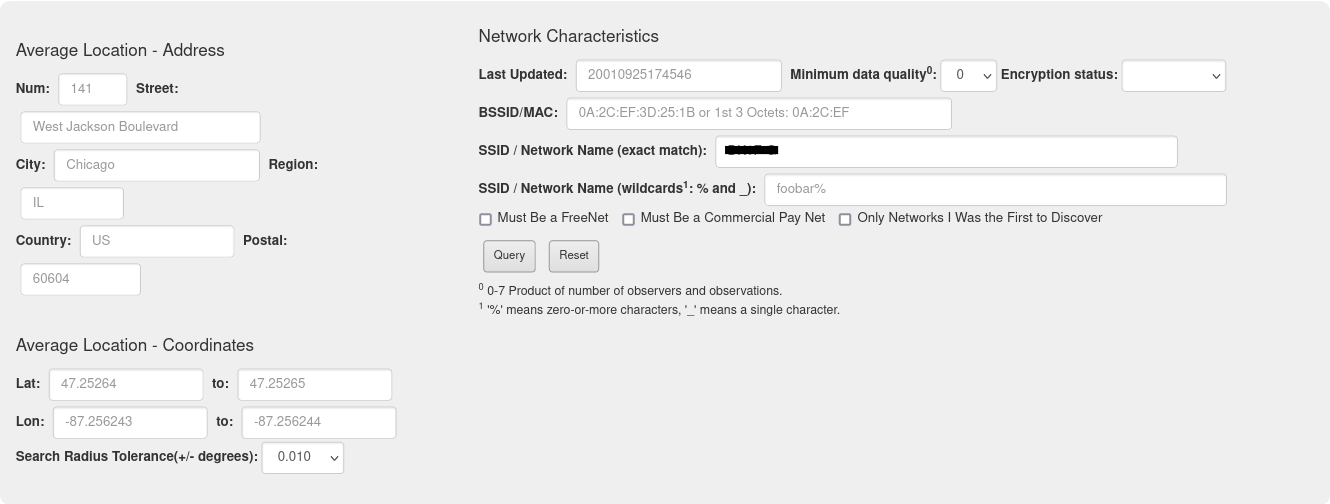 Average Location - Address
Num: 141 Street:
West Jackson Boulevard
City: Chicago Region:
IL
Country: US Postal:
60604
Average Location - Coordinates
Lat: 47.25264 to: 47.25265
Lon: -87.256243 to: -87.256244
Search Radius Tolerance(+/- degrees): 0.010
Network Characteristics
Last Updated: 20010925174546 Minimum data quality⁰: 0 Encryption status:
BSSID/MAC: 0A:2C:EF:3D:25:1B or 1st 3 Octets: 0A:2C:EF
SSID / Network Name (exact match):
SSID / Network Name (wildcards¹: % and _): foobar%
Must Be a FreeNet Must Be a Commercial Pay Net Only Networks I Was the First to Discover
Query Reset
⁰ 0-7 Product of number of observers and observations.
¹ '%' means zero-or-more characters, '_' means a single character.